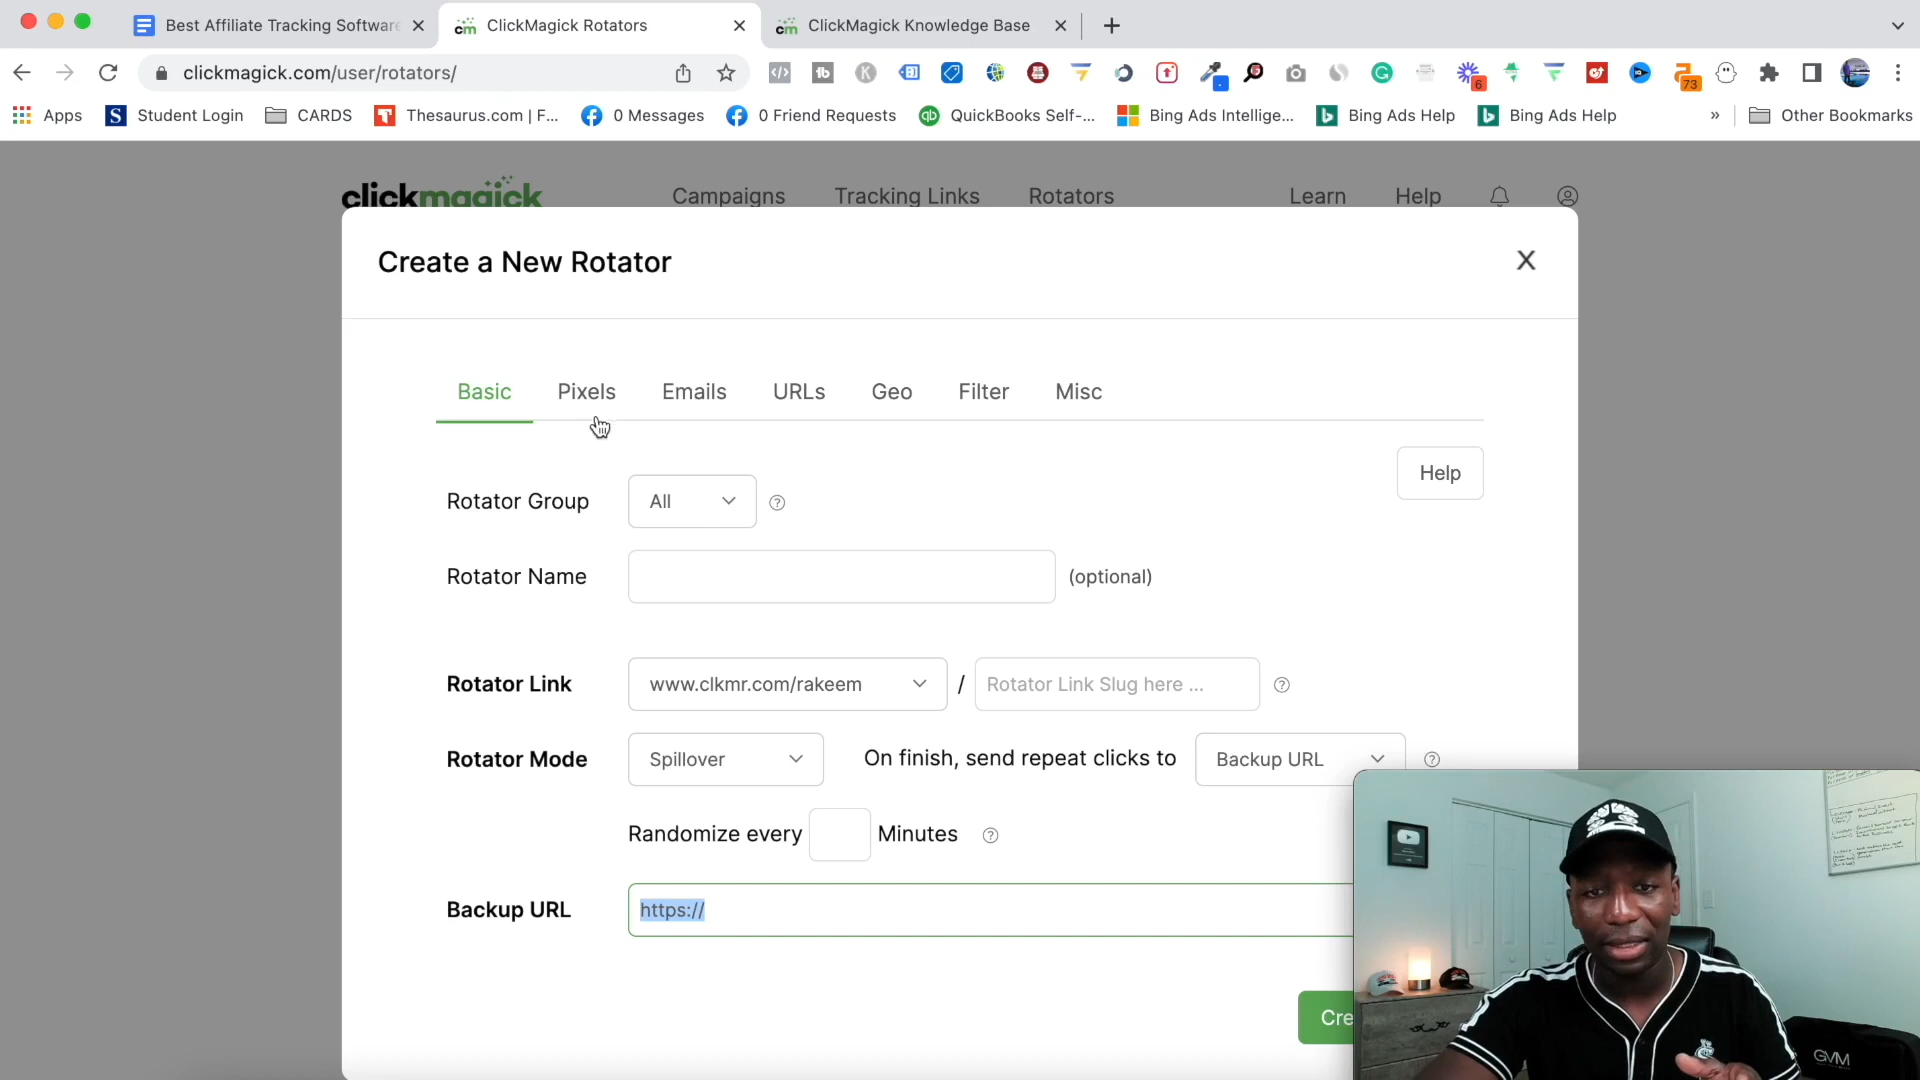 Best Affiliate Tracking Software
ClickMagick Rotators
ClickMagick Knowledge Base
clickmagick.com/user/rotators/
6
73
Apps
Student Login
CARDS
Thesaurus.com | F...
0 Messages
0 Friend Requests
QuickBooks Self-...
Bing Ads Intellige...
Bing Ads Help
Bing Ads Help
»
Other Bookmarks
clickmagick
Campaigns
Tracking Links
Rotators
Learn
Help
Create a New Rotator
X
Basic
Pixels
Emails
URLs
Geo
Filter
Misc
Help
Rotator Group
All
Rotator Name
(optional)
Rotator Link
www.clkmr.com/rakeem
/
Rotator Link Slug here ...
Rotator Mode
Spillover
On finish, send repeat clicks to
Backup URL
Randomize every
Minutes
Backup URL
https://
Cre
GVM